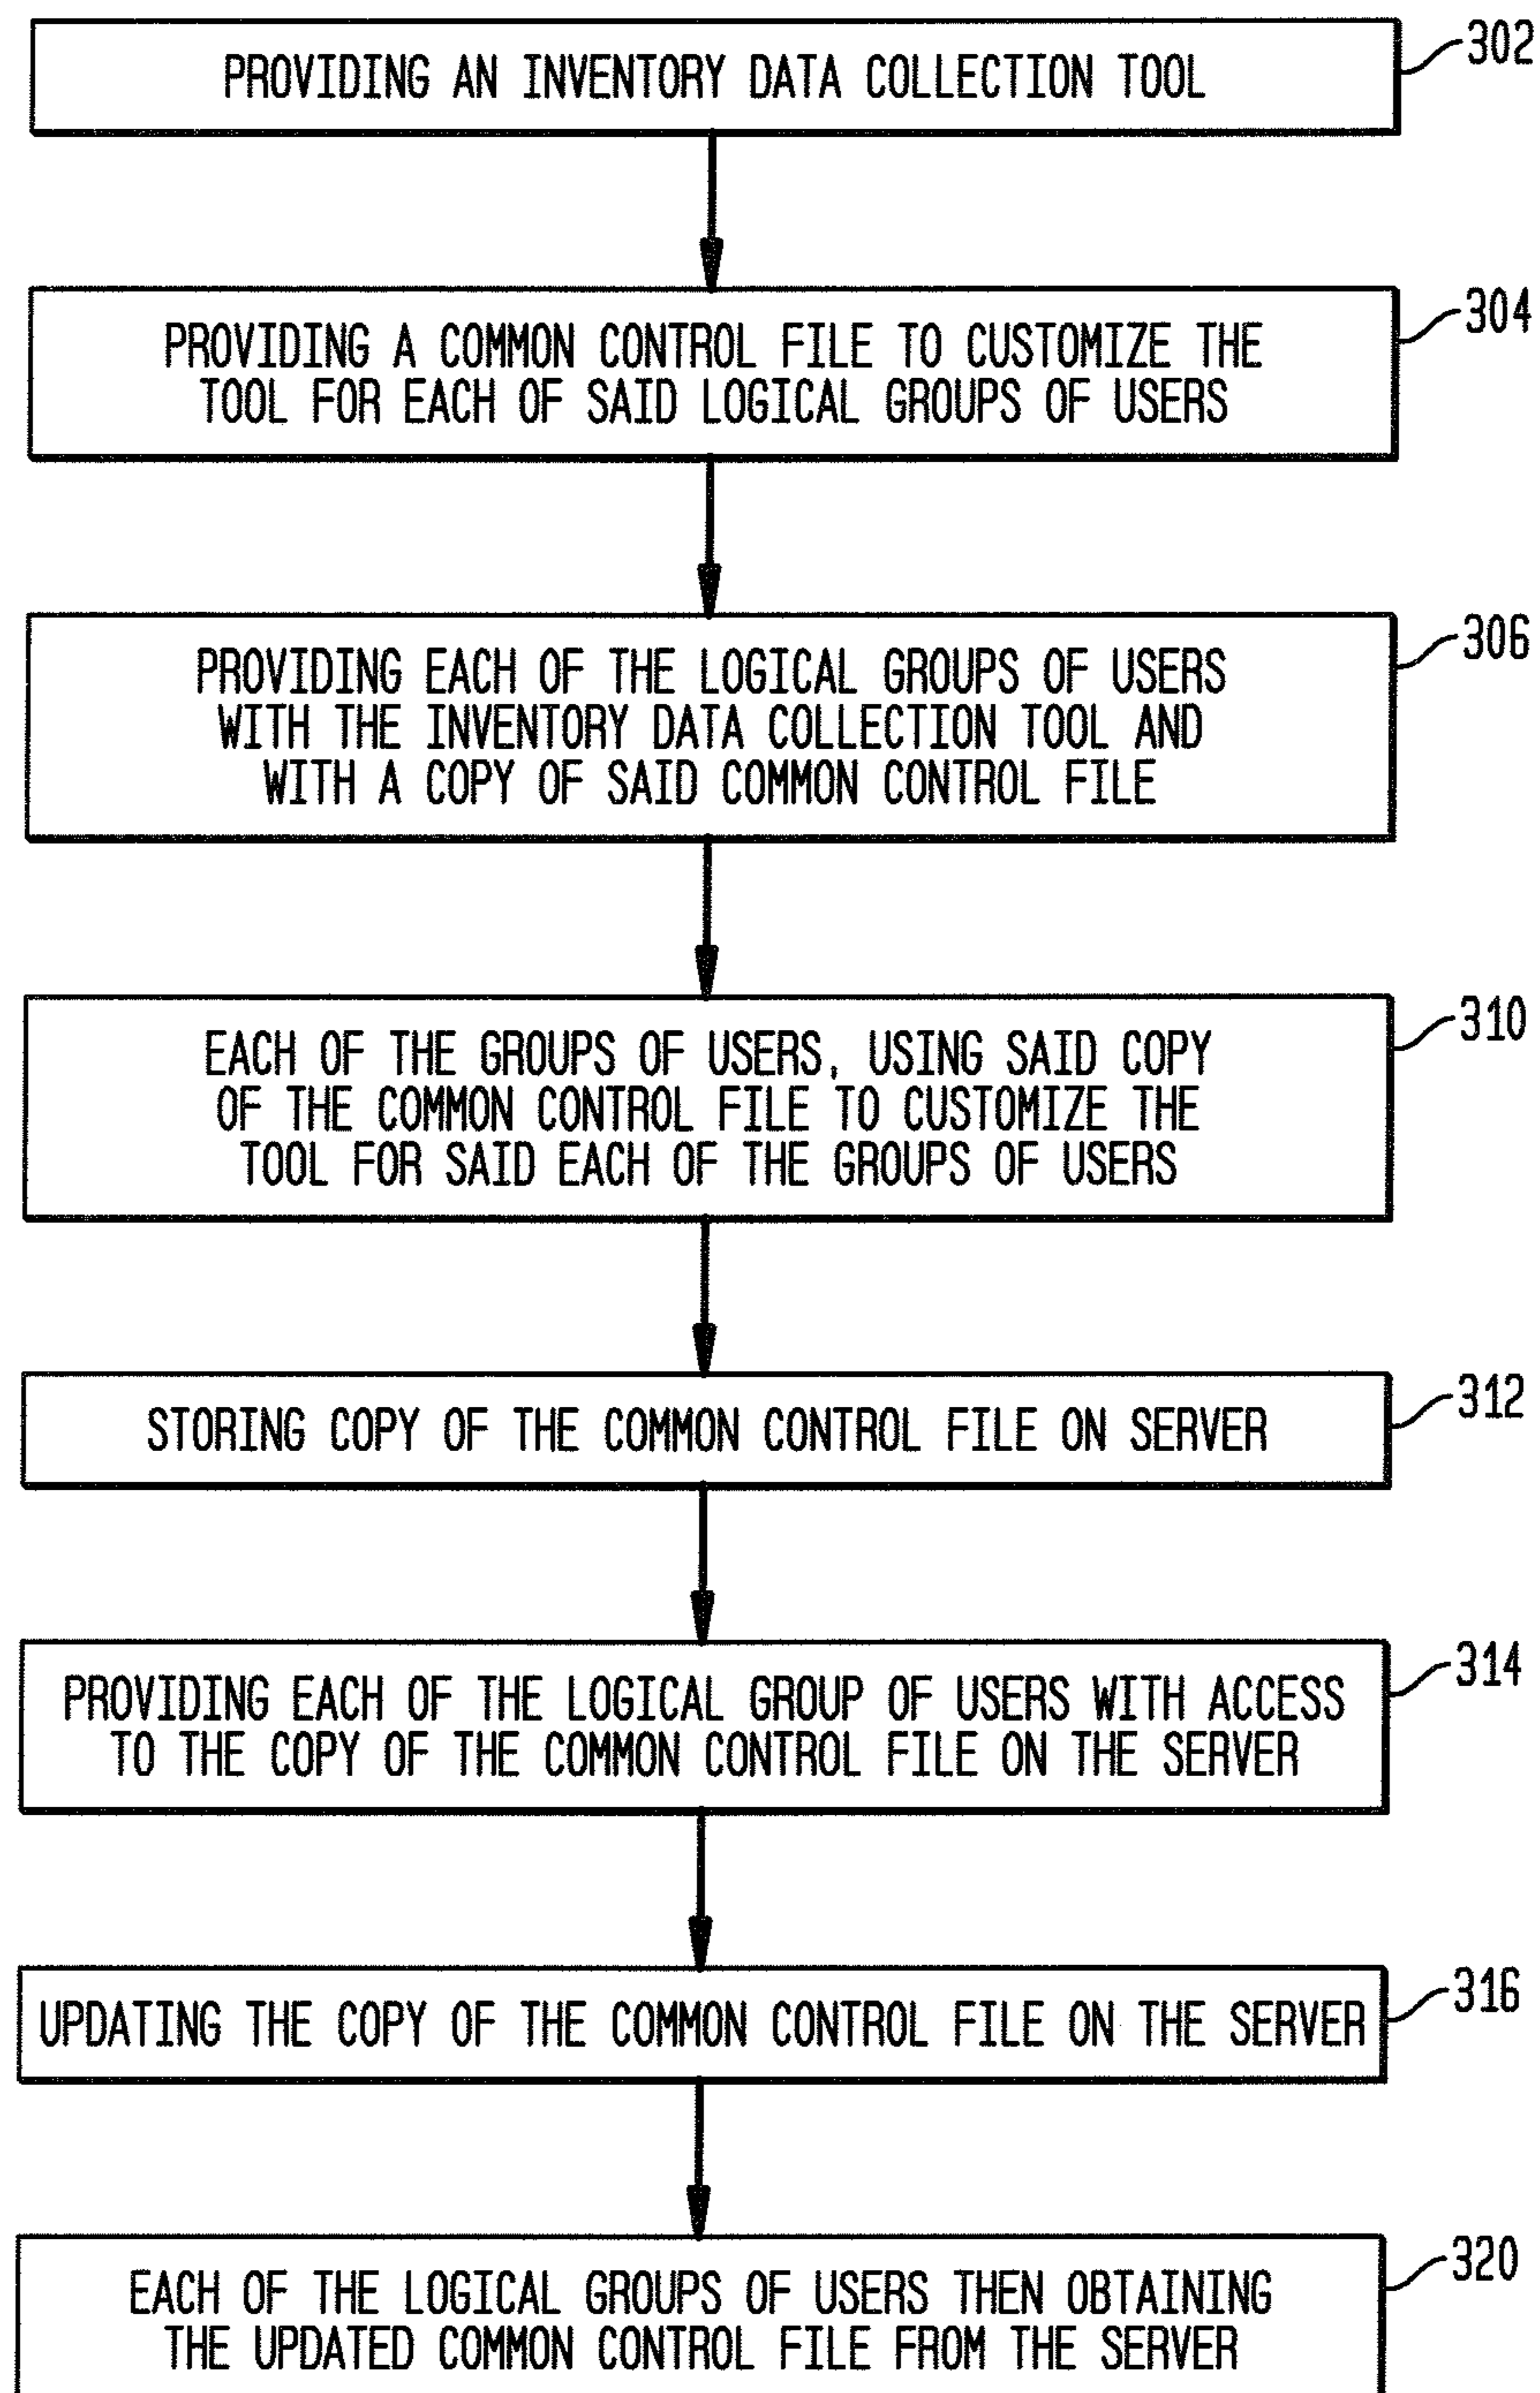 PROVIDING AN INVENTORY DATA COLLECTION TOOL
302
PROVIDING A COMMON CONTROL FILE TO CUSTOMIZE THE
TOOL FOR EACH OF SAID LOGICAL GROUPS OF USERS
304
PROVIDING EACH OF THE LOGICAL GROUPS OF USERS
WITH THE INVENTORY DATA COLLECTION TOOL AND
WITH A COPY OF SAID COMMON CONTROL FILE
306
EACH OF THE GROUPS OF USERS, USING SAID COPY
OF THE COMMON CONTROL FILE TO CUSTOMIZE THE
TOOL FOR SAID EACH OF THE GROUPS OF USERS
310
STORING COPY OF THE COMMON CONTROL FILE ON SERVER
312
PROVIDING EACH OF THE LOGICAL GROUP OF USERS WITH ACCESS
TO THE COPY OF THE COMMON CONTROL FILE ON THE SERVER
314
UPDATING THE COPY OF THE COMMON CONTROL FILE ON THE SERVER
316
EACH OF THE LOGICAL GROUPS OF USERS THEN OBTAINING
THE UPDATED COMMON CONTROL FILE FROM THE SERVER
320